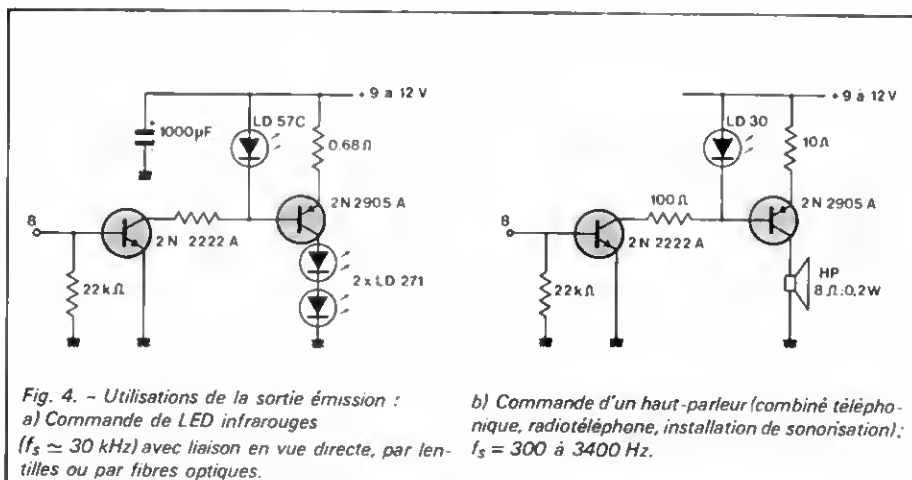 + 9 à 12 V
LD 57C
1000µF
0,68 Ω
2N 2905 A
8
2 N 2222 A
22kΩ
2 x LD 271
+ 9 à 12 V
LD 30
10Ω
100Ω
2N 2905 A
8
2 N 2222 A
22 kΩ
HP
8 Ω: 0,2W
Fig. 4. – Utilisations de la sortie émission :
a) Commande de LED infrarouges
(fs ≃ 30 kHz) avec liaison en vue directe, par len-
tilles ou par fibres optiques.
b) Commande d'un haut-parleur (combiné télépho-
nique, radiotéléphone, installation de sonorisation);
fs = 300 à 3400 Hz.